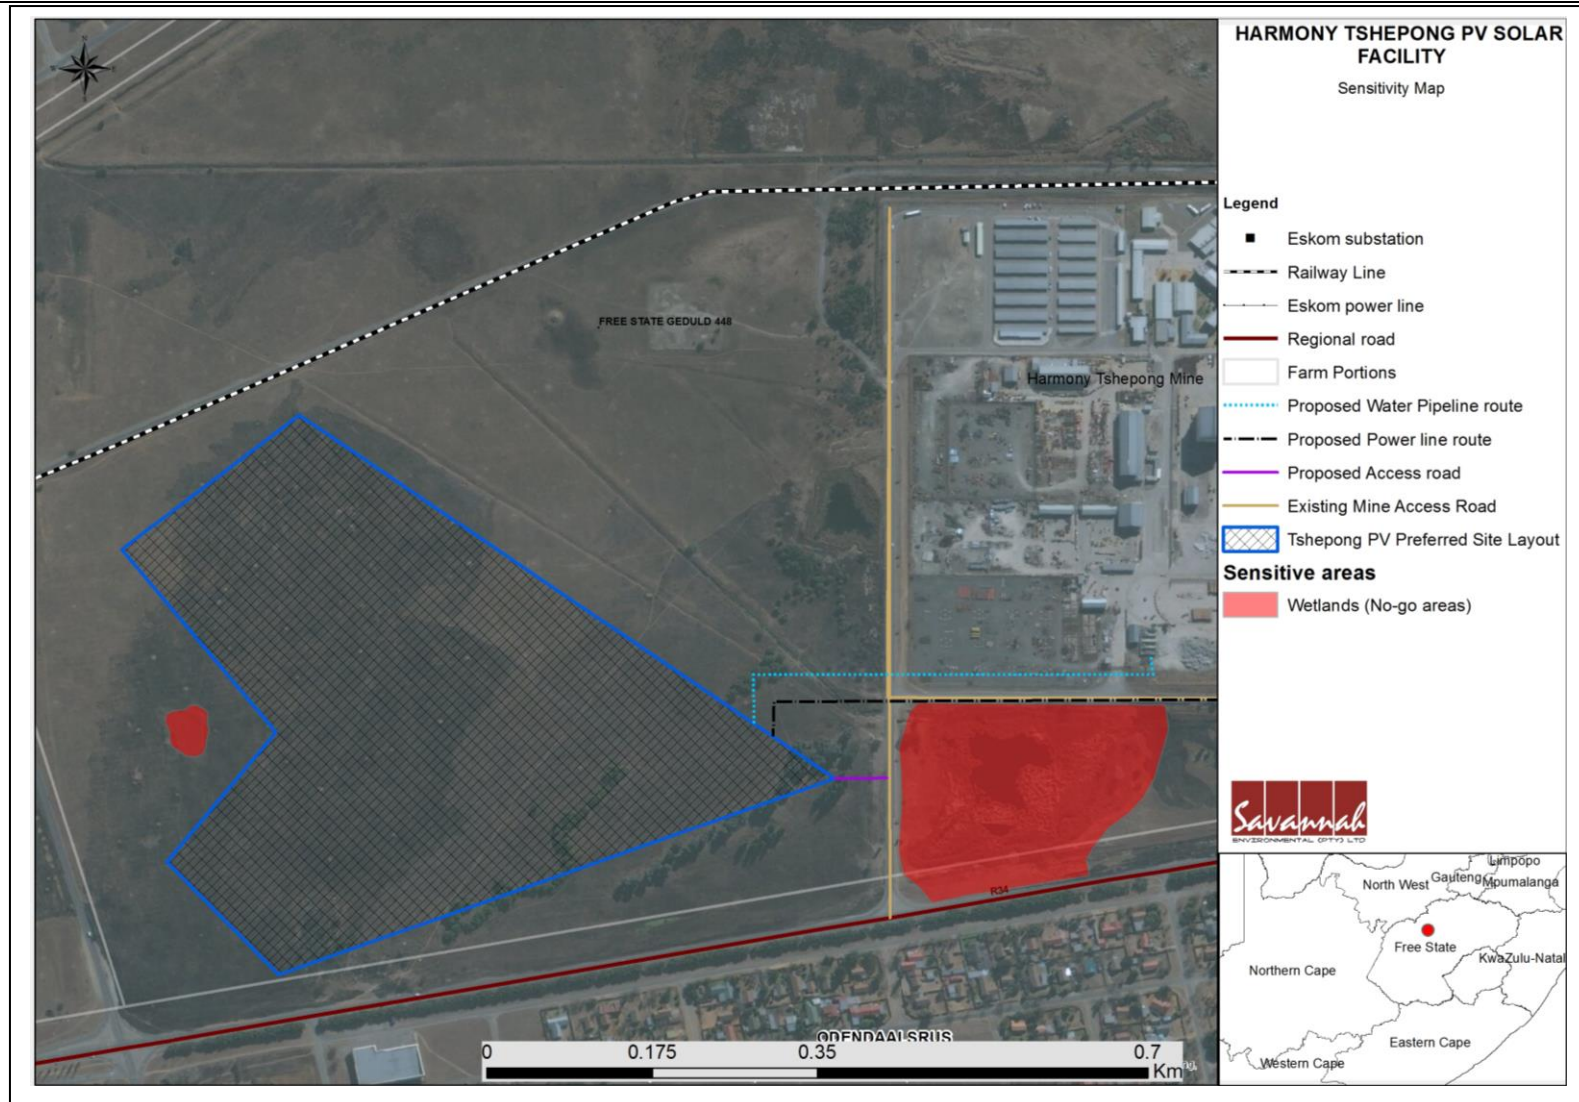 HARMONY TSHEPONG PV SOLAR
FACILITY
Sensitivity Map
Legend
Eskom substation
Railway Line
Eskom power line
Regional road
Farm Portions
Proposed Water Pipeline route
Proposed Power line route
Proposed Access road
Existing Mine Access Road
Tshepong PV Preferred Site Layout
Sensitive areas
Wetlands (No-go areas)
FREE STATE GEDULD 448
Harmony Tshepong Mine
R34
ODENDAALSRUS
0 0.175 0.35 0.7
Km
Savannah
ENVIRONMENTAL (PTY) LTD
Limpopo
North West
Gauteng
Mpumalanga
Free State
KwaZulu-Natal
Northern Cape
Eastern Cape
Western Cape